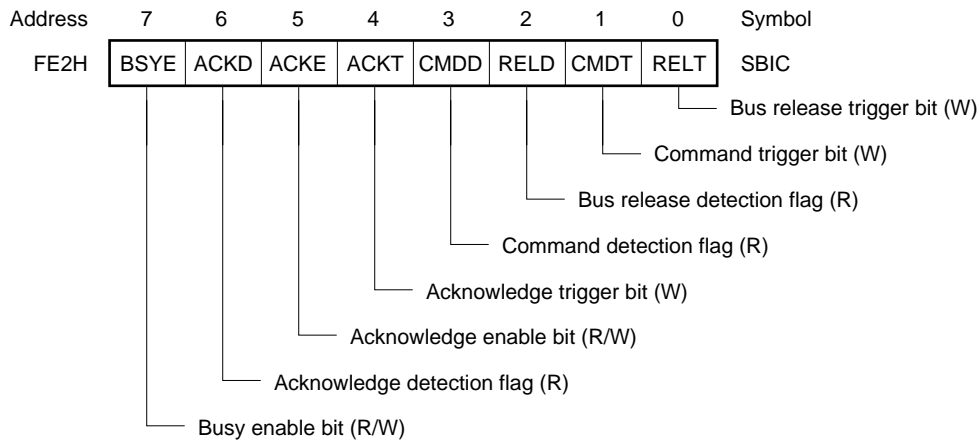 Address 7 6 5 4 3 2 1 0 Symbol
FE2H BSYE ACKD ACKE ACKT CMDD RELD CMDT RELT SBIC
Bus release trigger bit (W)
Command trigger bit (W)
Bus release detection flag (R)
Command detection flag (R)
Acknowledge trigger bit (W)
Acknowledge enable bit (R/W)
Acknowledge detection flag (R)
Busy enable bit (R/W)